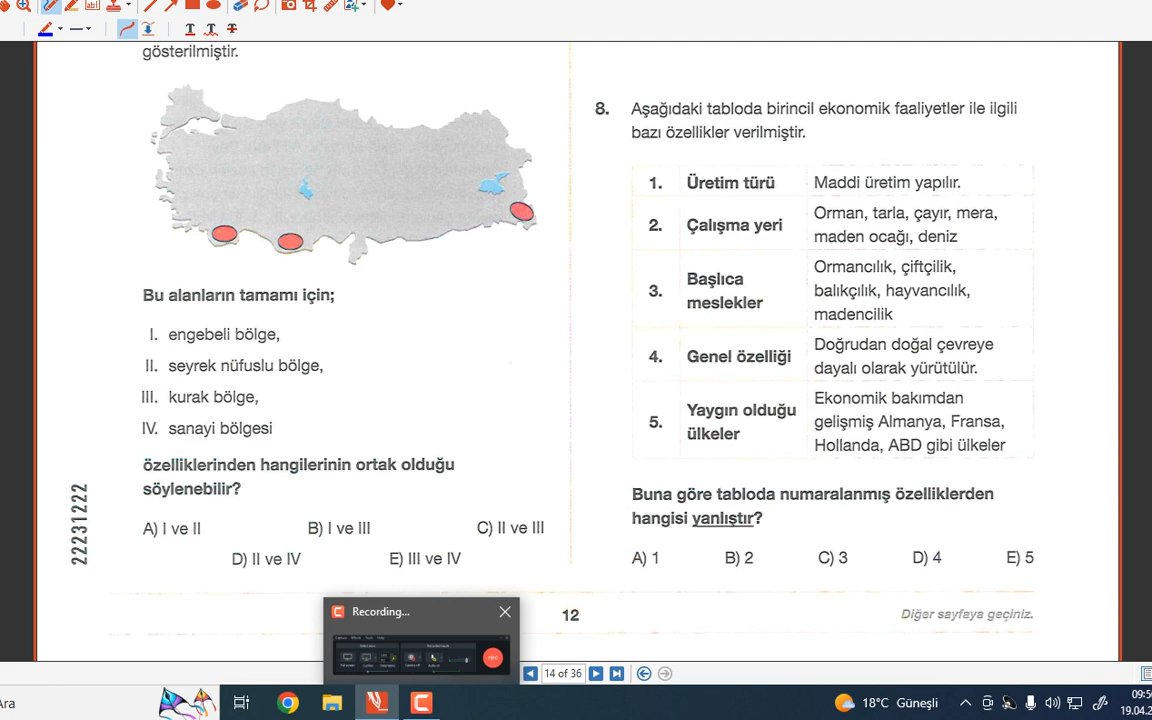 gösterilmiştir.
Bu alanların tamamı için;
I. engebeli bölge,
II. seyrek nüfuslu bölge,
III. kurak bölge,
IV. sanayi bölgesi
özelliklerinden hangilerinin ortak olduğu
söylenebilir?
A) I ve II B) I ve III C) II ve III
D) II ve IV E) III ve IV
22231222
8. Aşağıdaki tabloda birincil ekonomik faaliyetler ile ilgili
bazı özellikler verilmiştir.
1. Üretim türü Maddi üretim yapılır.
2. Çalışma yeri Orman, tarla, çayır, mera,
maden ocağı, deniz
3. Başlıca
meslekler
Ormancılık, çiftçilik,
balıkçılık, hayvancılık,
madencilik
4. Genel özelliği Doğrudan doğal çevreye
dayalı olarak yürütülür.
5. Yaygın olduğu
ülkeler
Ekonomik bakımdan
gelişmiş Almanya, Fransa,
Hollanda, ABD gibi ülkeler
Buna göre tabloda numaralanmış özelliklerden
hangisi yanlıştır?
A) 1 B) 2 C) 3 D) 4 E) 5
12
Diğer sayfaya geçiniz.
Recording...
14 of 36
18°C Güneşli